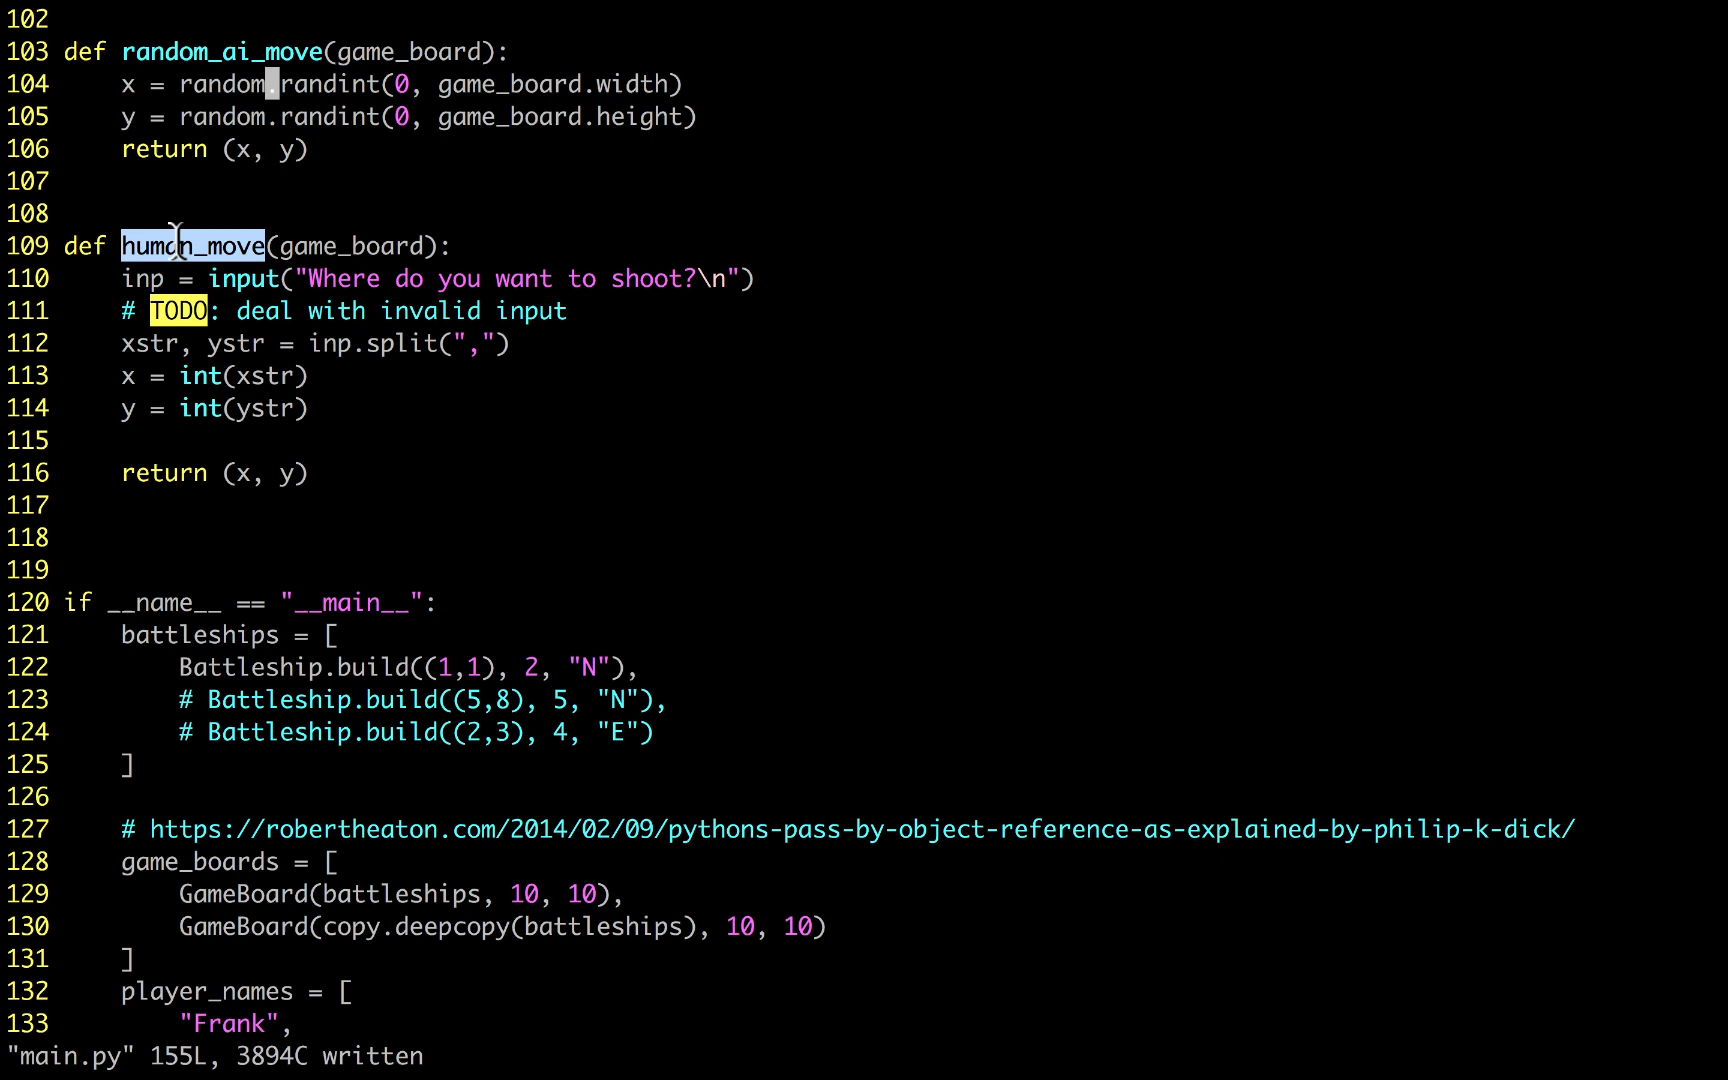 102
103 def random_ai_move(game_board):
104     x = random.randint(0, game_board.width)
105     y = random.randint(0, game_board.height)
106     return (x, y)
107
108
109 def human_move(game_board):
110     inp = input("Where do you want to shoot?\n")
111     # TODO: deal with invalid input
112     xstr, ystr = inp.split(",")
113     x = int(xstr)
114     y = int(ystr)
115
116     return (x, y)
117
118
119
120 if __name__ == "__main__":
121     battleships = [
122         Battleship.build((1,1), 2, "N"),
123         # Battleship.build((5,8), 5, "N"),
124         # Battleship.build((2,3), 4, "E")
125     ]
126
127     # https://robertheaton.com/2014/02/09/pythons-pass-by-object-reference-as-explained-by-philip-k-dick/
128     game_boards = [
129         GameBoard(battleships, 10, 10),
130         GameBoard(copy.deepcopy(battleships), 10, 10)
131     ]
132     player_names = [
133         "Frank",
"main.py" 155L, 3894C written